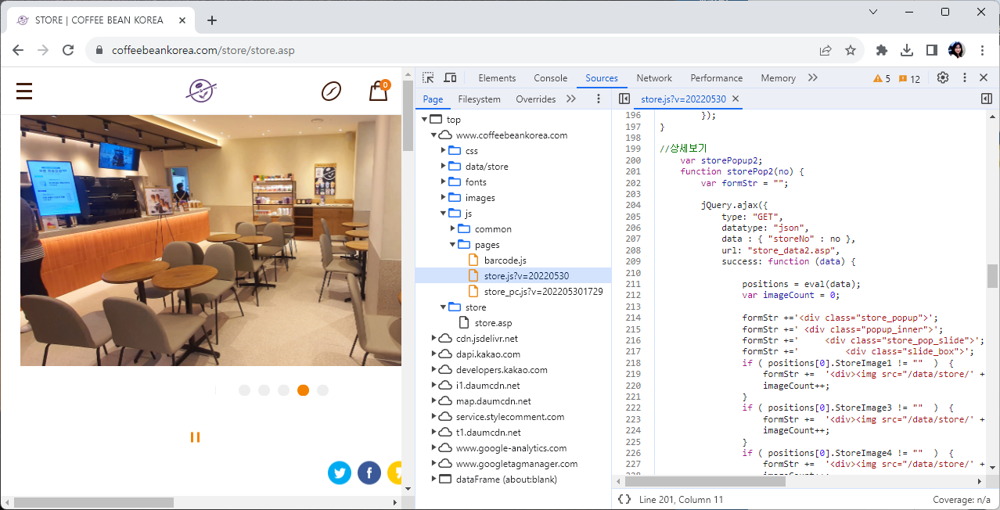 STORE | COFFEE BEAN KOREA
coffeebeankorea.com/store/store.asp
0
Elements Console Sources Network Performance Memory 5 12
Page Filesystem Overrides
store.js?v=20220530
top
www.coffeebeankorea.com
css
data/store
fonts
images
js
common
pages
barcode.js
store.js?v=20220530
store_pc.js?v=202205301729
store
store.asp
cdn.jsdelivr.net
dapi.kakao.com
developers.kakao.com
i1.daumcdn.net
map.daumcdn.net
service.stylecomment.com
t1.daumcdn.net
www.google-analytics.com
www.googletagmanager.com
dataFrame (about:blank)
196 });
197 }
198
199 //상세보기
200 var storePopup2;
201 function storePop2(no) {
202 var formStr = "";
203
204 jQuery.ajax({
205 type: "GET",
206 datatype: "json",
207 data : { "storeNo" : no },
208 url: "store_data2.asp",
209 success: function (data) {
210
211 positions = eval(data);
212 var imageCount = 0;
213
214 formStr +='<div class="store_popup">';
215 formStr +=' <div class="popup_inner">';
216 formStr +=' <div class="store_pop_slide">';
217 formStr +=' <div class="slide_box">';
218 if ( positions[0].StoreImage1 != "" ) {
219 formStr += '<div><img src="/data/store/' +
220 imageCount++;
221 }
222 if ( positions[0].StoreImage3 != "" ) {
223 formStr += '<div><img src="/data/store/' +
224 imageCount++;
225 }
226 if ( positions[0].StoreImage4 != "" ) {
227 formStr += '<div><img src="/data/store/' +
228 imageCount++;
{} Line 201, Column 11 Coverage: n/a